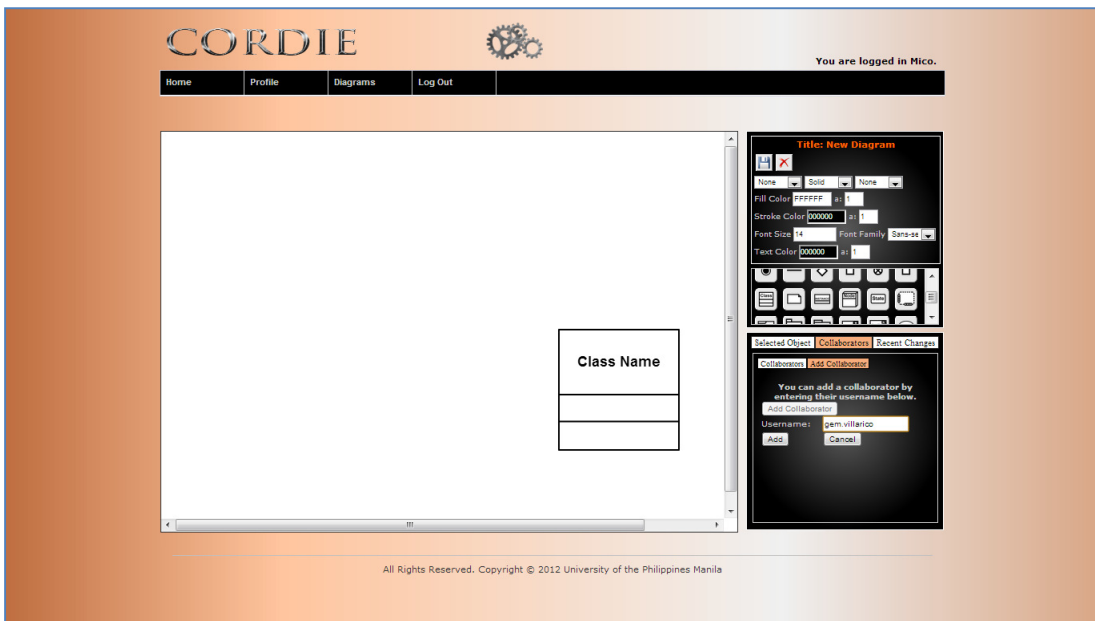 CORDIE
You are logged in Mico.
Home Profile Diagrams Log Out
Title: New Diagram
None Solid None
Fill Color FFFFFF a: 1
Stroke Color 000000 a: 1
Font Size 14 Font Family Sans-se
Text Color 000000 a: 1
Class
State
Class Name
Selected Object Collaborators Recent Changes
Collaborators Add Collaborator
You can add a collaborator by
entering their username below.
Add Collaborator
Username: gem.villarico
Add Cancel
All Rights Reserved. Copyright © 2012 University of the Philippines Manila